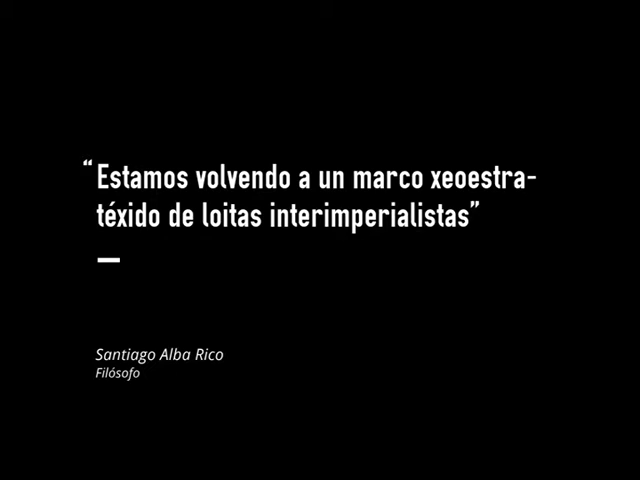 “Estamos volvendo a un marco xeoestra-
téxido de loitas interimperialistas”
Santiago Alba Rico
Filósofo